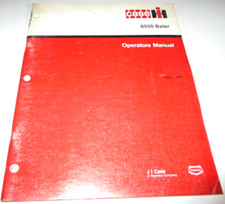 CASE IH
8550 Baler
Operators Manual
J I Case
A Tenneco Company